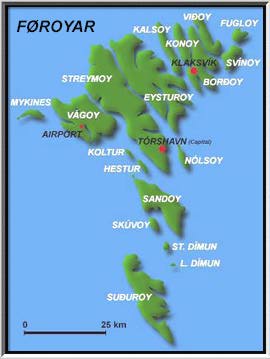 FØROYAR
VIÐOY
KALSOY
FUGLOY
KONOY
KLAKSVÍK
SVÍNOY
STREYMOY
BORÐOY
EYSTUROY
MYKINES
VÁGOY
AIRPORT
TÓRSHAVN (Capital)
KOLTUR
NÓLSOY
HESTUR
SANDOY
SKÚVOY
ST. DÍMUN
L. DÍMUN
SUÐUROY
0 25 km